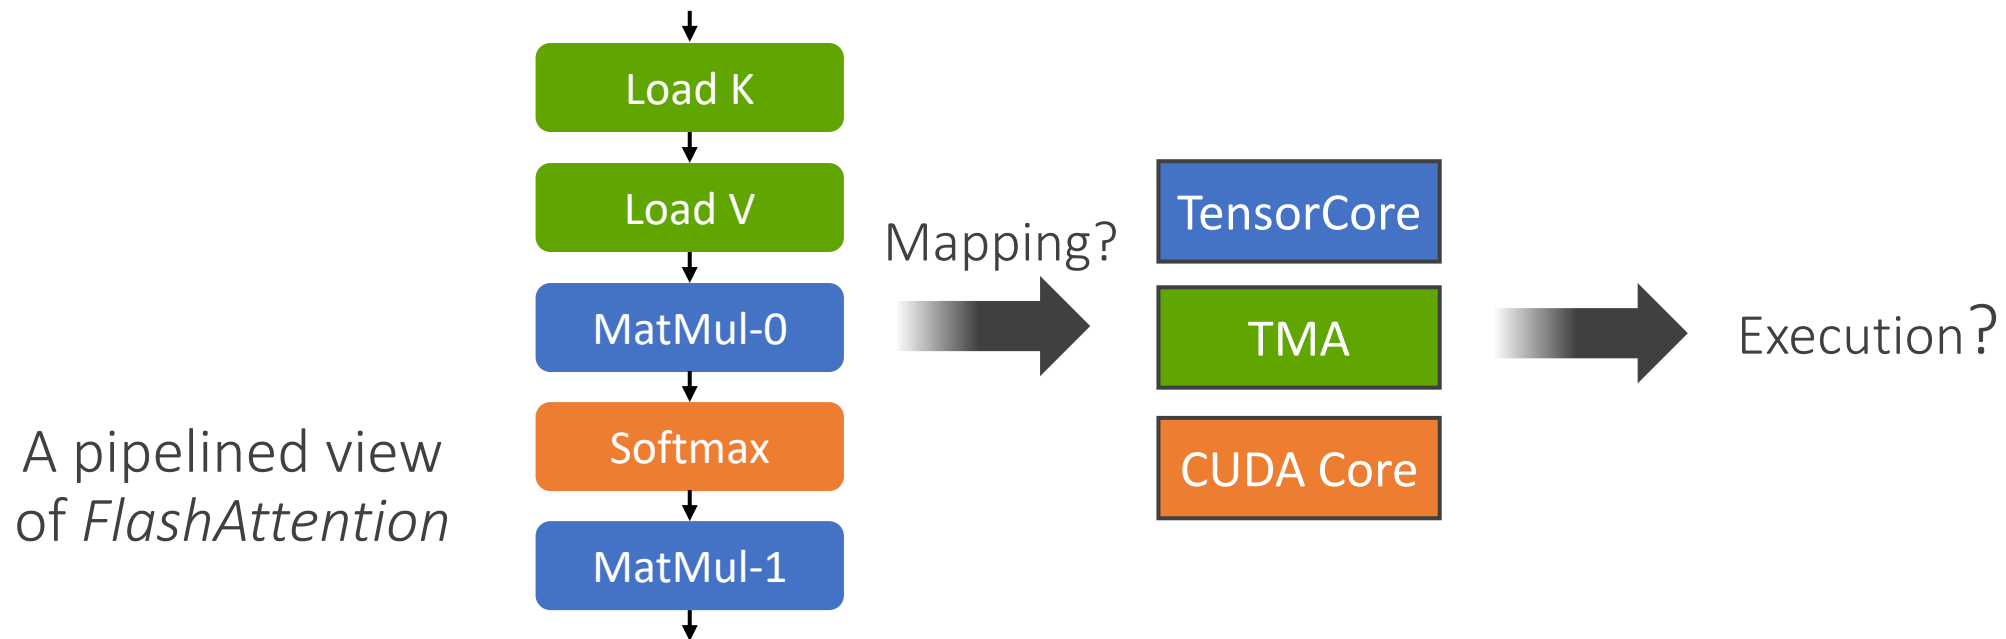 A pipelined view
of FlashAttention
Load K
Load V
MatMul-0
Softmax
MatMul-1
Mapping?
TensorCore
TMA
CUDA Core
Execution?